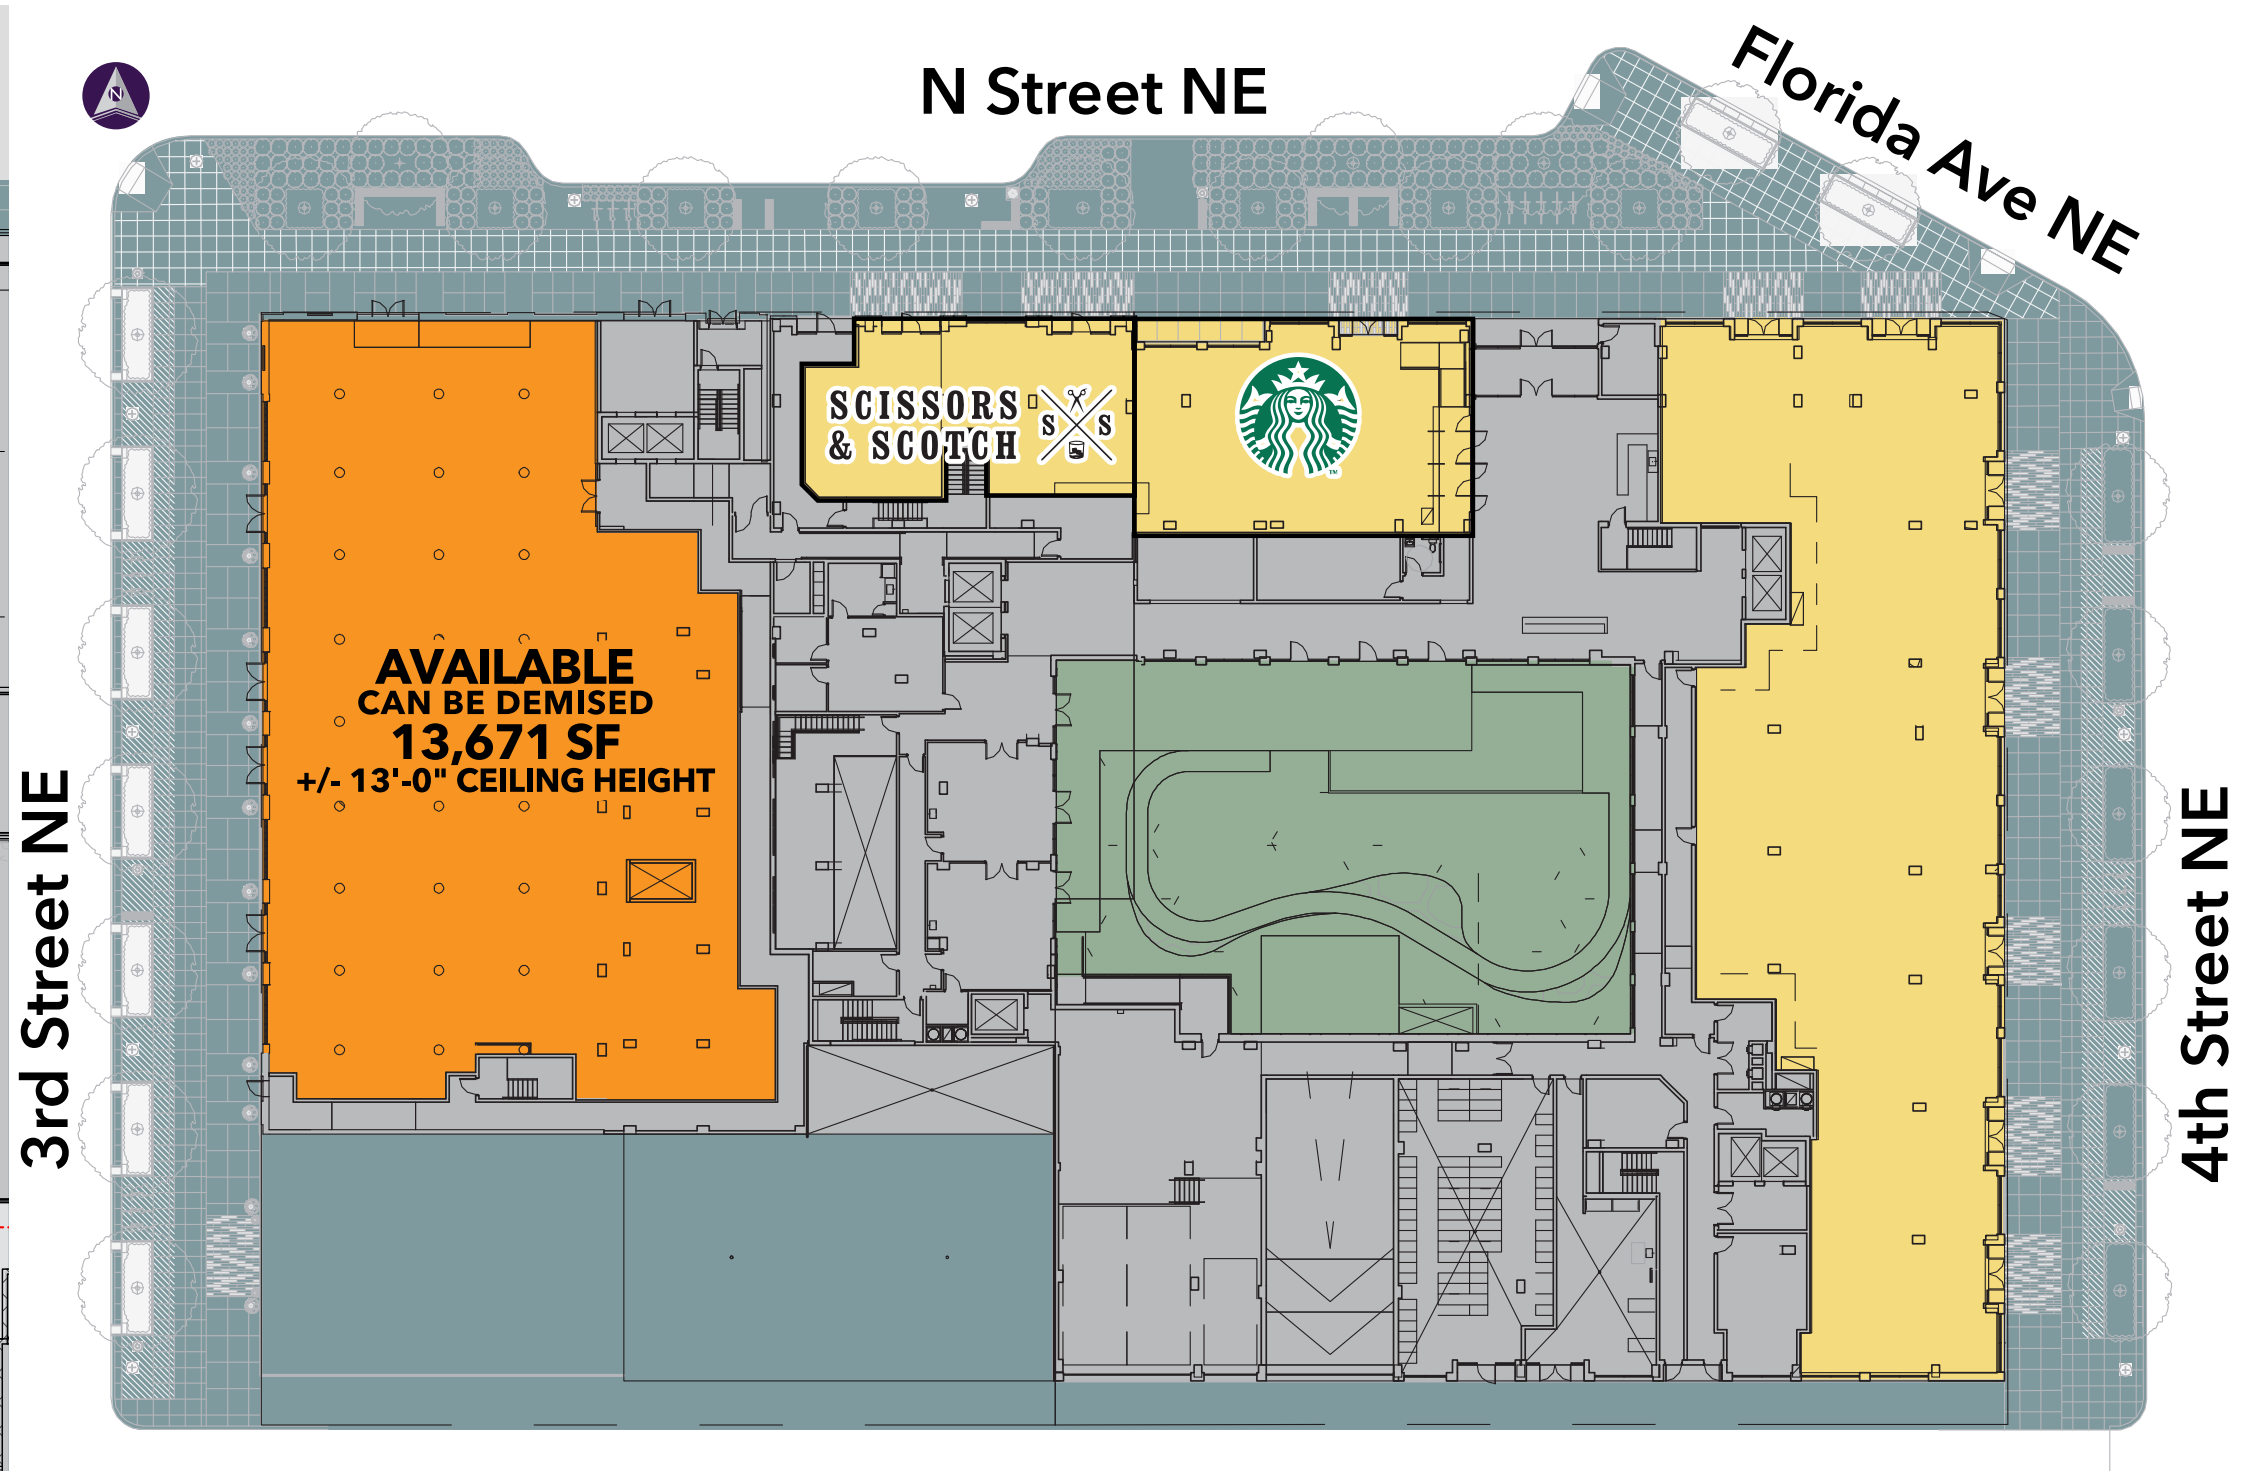 N
N Street NE
Florida Ave NE
SCISSORS
& SCOTCH
S S
TM
AVAILABLE
CAN BE DEMISED
13,671 SF
+/- 13'-0" CEILING HEIGHT
3rd Street NE
4th Street NE